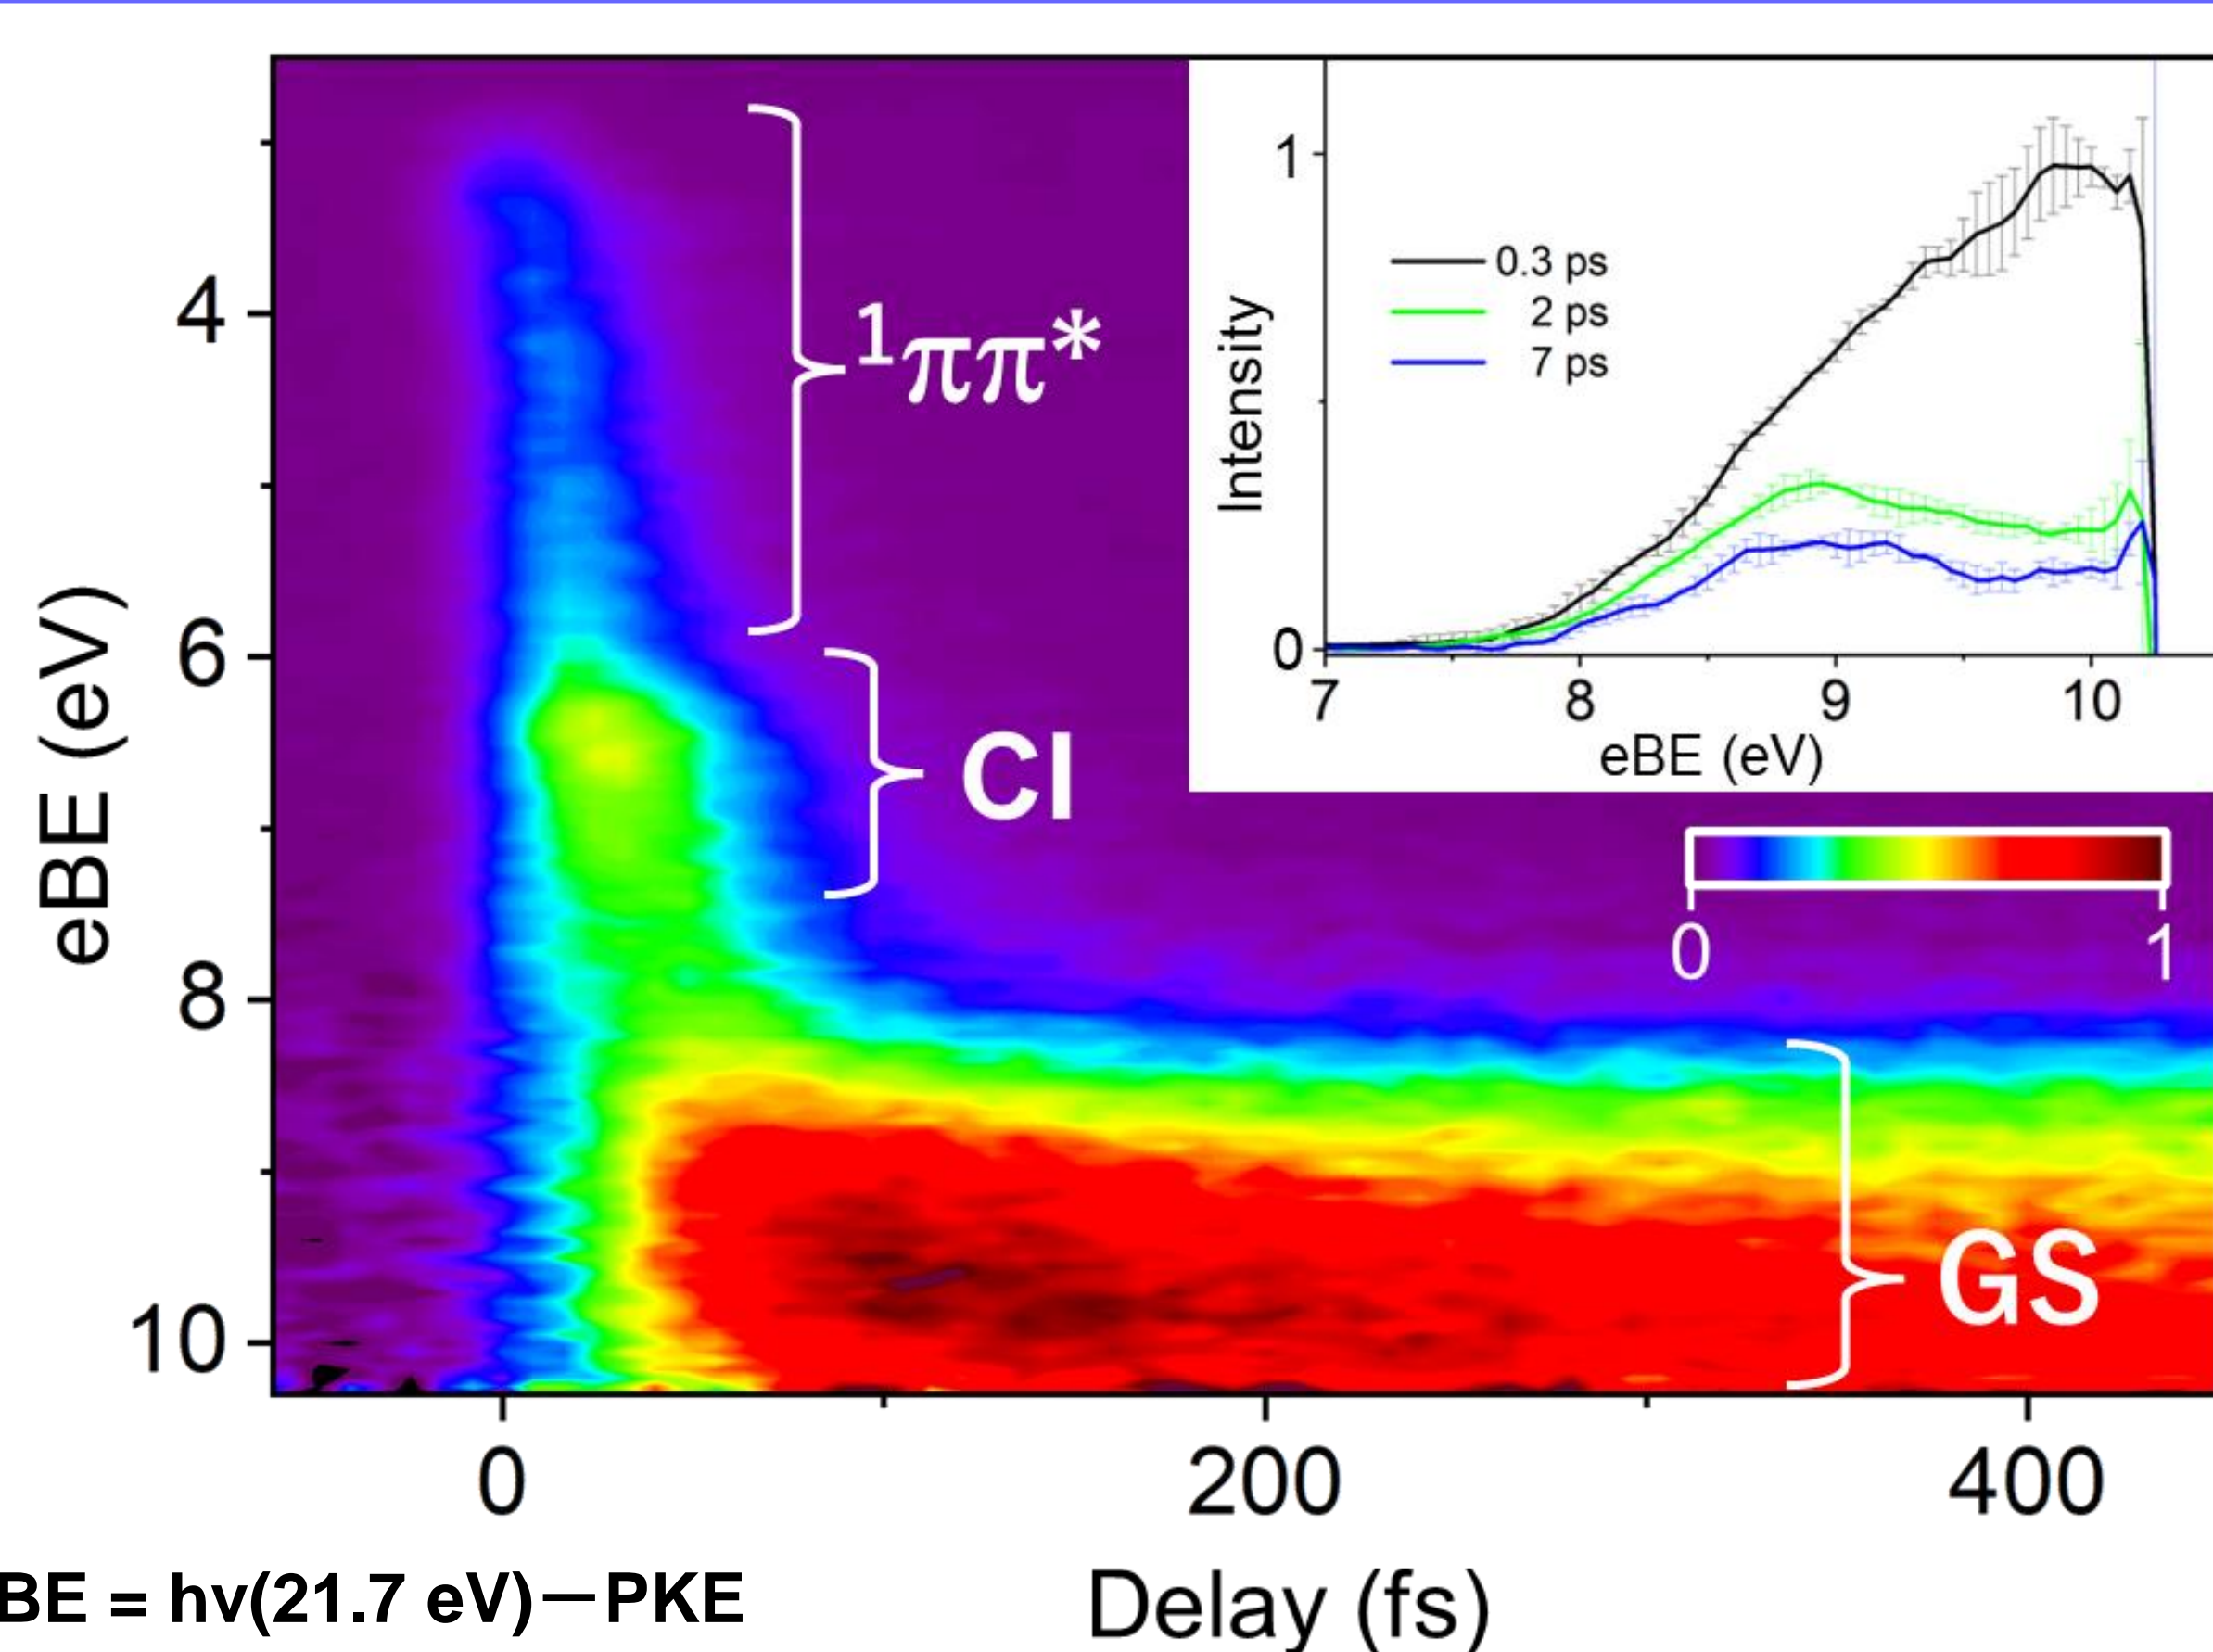 eBE (eV)
4
6
8
10
¹ππ*
CI
GS
Intensity
1
0
0.3 ps
2 ps
7 ps
7 8 9 10
eBE (eV)
0 1
0 200 400
Delay (fs)
BE = hν(21.7 eV)－PKE